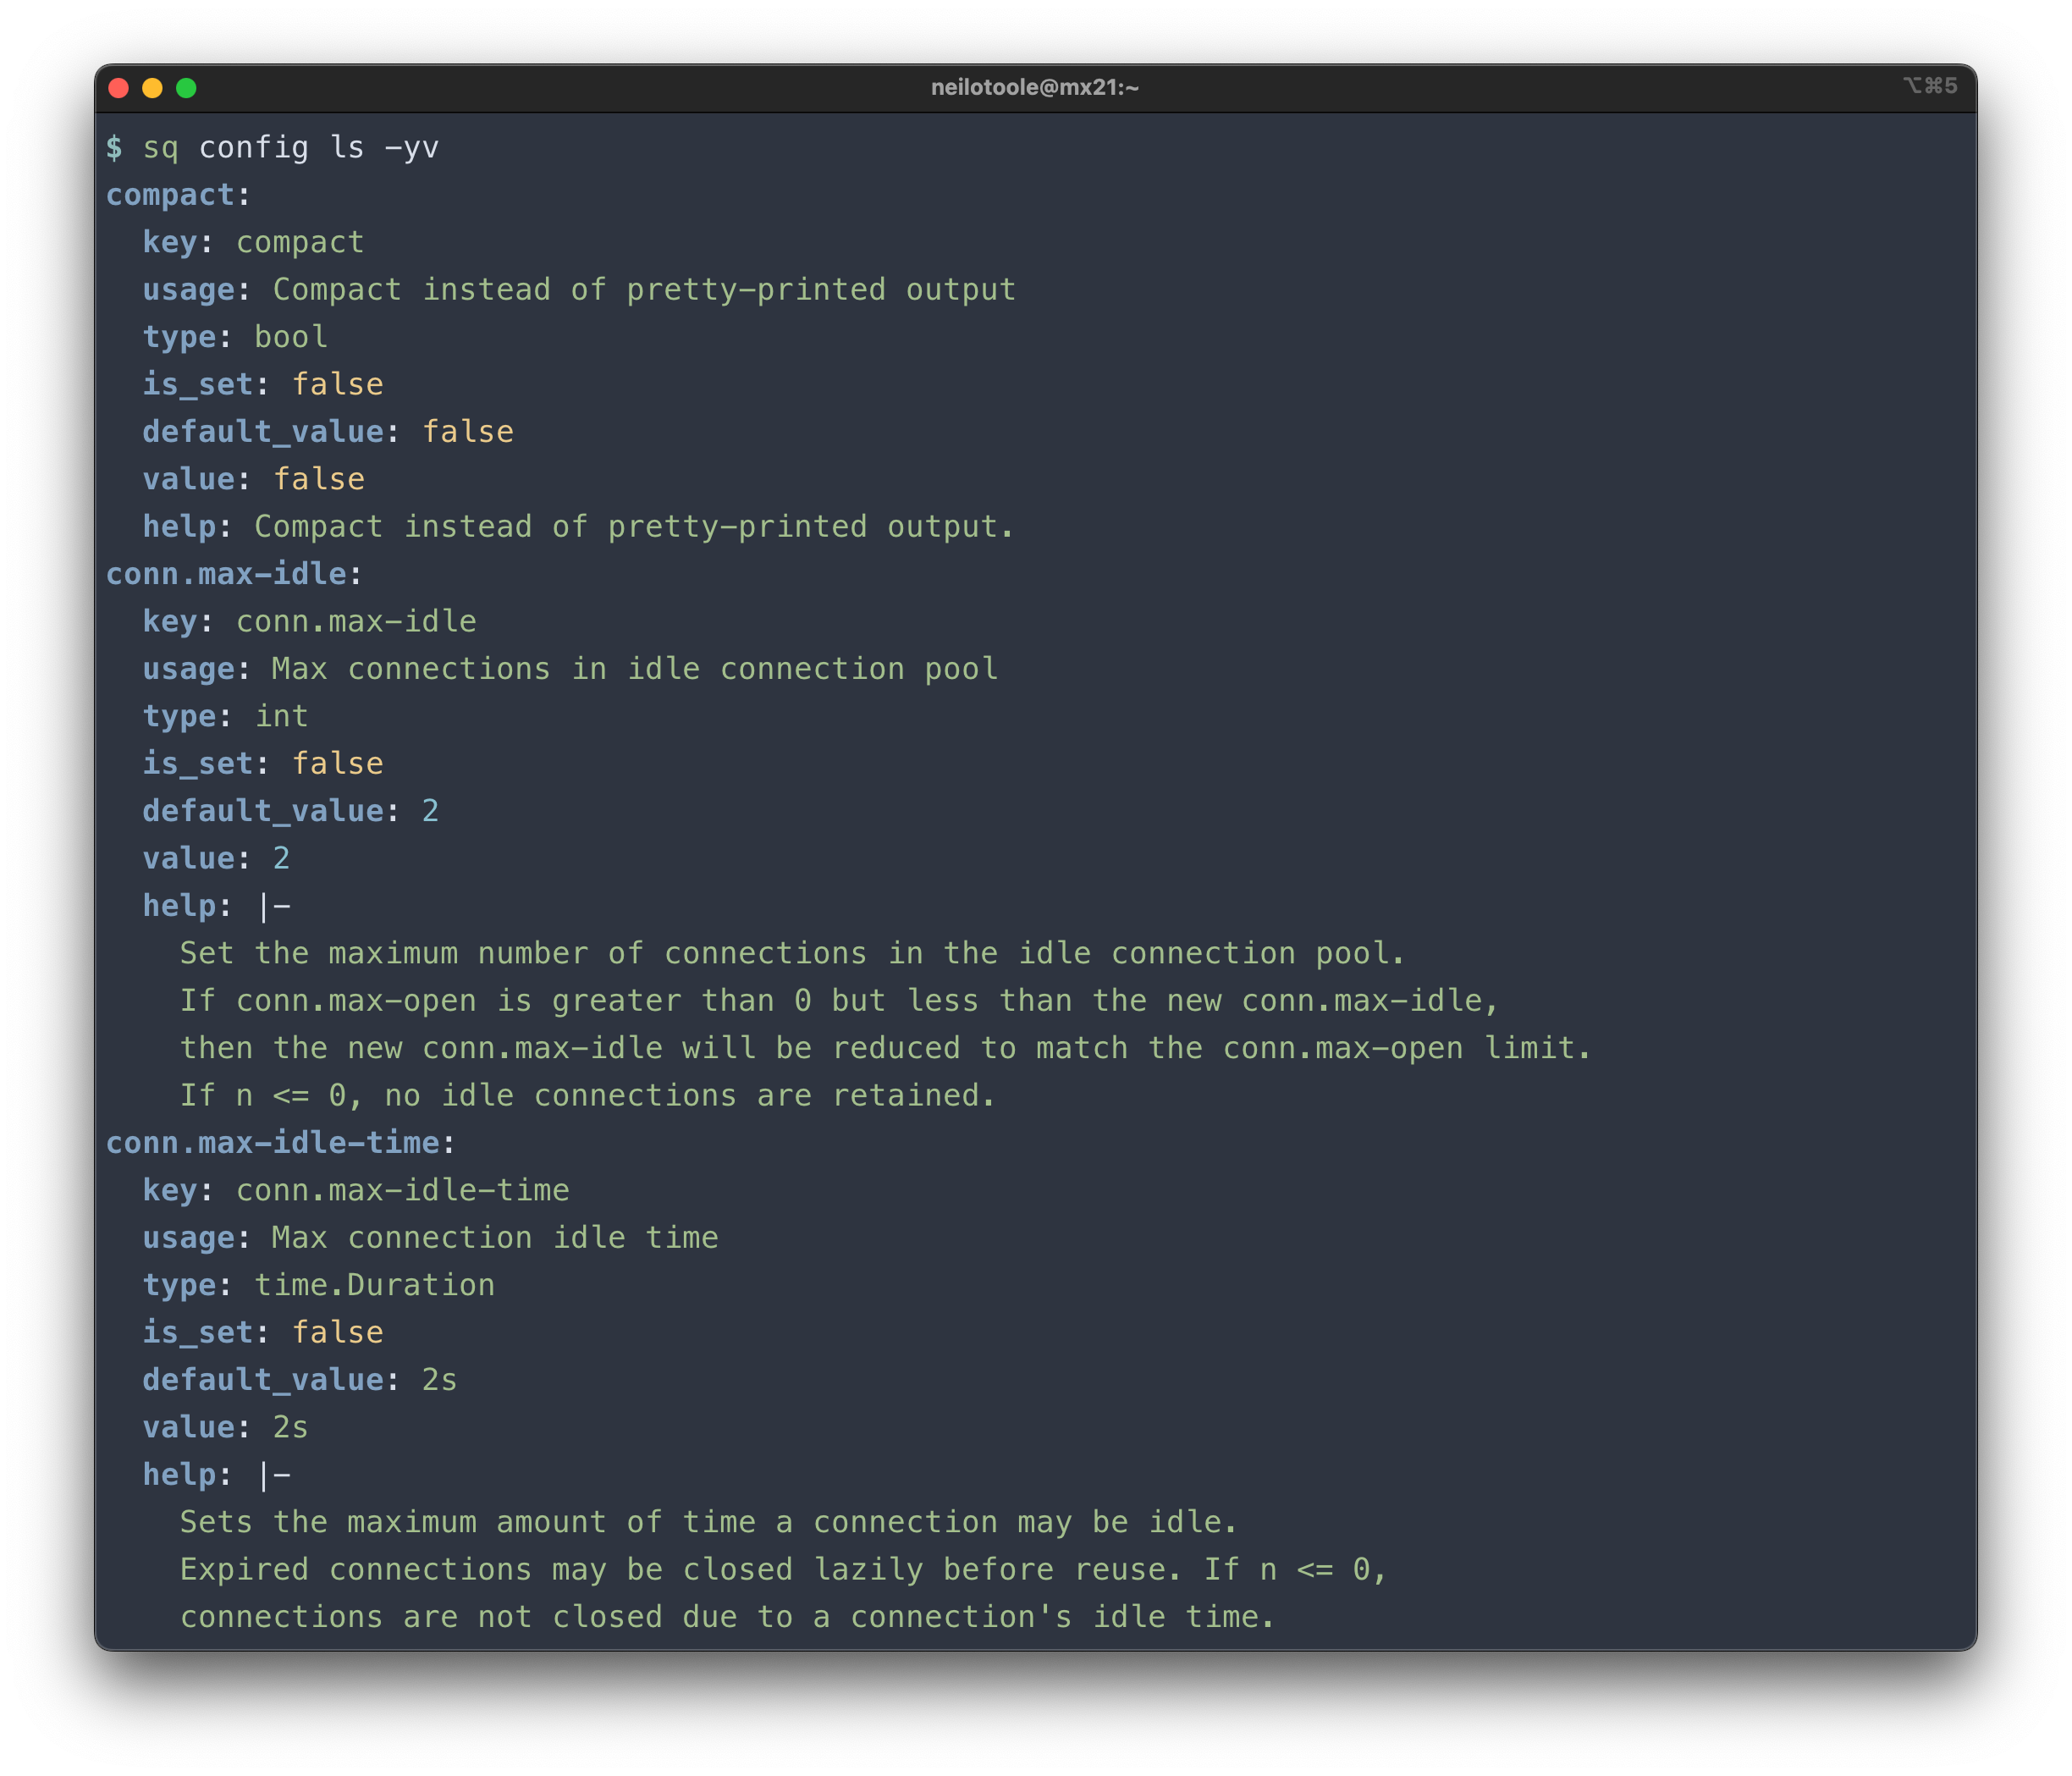 neilotoole@mx21:~
⌥⌘5
$ sq config ls -yv
compact:
  key: compact
  usage: Compact instead of pretty-printed output
  type: bool
  is_set: false
  default_value: false
  value: false
  help: Compact instead of pretty-printed output.
conn.max-idle:
  key: conn.max-idle
  usage: Max connections in idle connection pool
  type: int
  is_set: false
  default_value: 2
  value: 2
  help: |-
    Set the maximum number of connections in the idle connection pool.
    If conn.max-open is greater than 0 but less than the new conn.max-idle,
    then the new conn.max-idle will be reduced to match the conn.max-open limit.
    If n <= 0, no idle connections are retained.
conn.max-idle-time:
  key: conn.max-idle-time
  usage: Max connection idle time
  type: time.Duration
  is_set: false
  default_value: 2s
  value: 2s
  help: |-
    Sets the maximum amount of time a connection may be idle.
    Expired connections may be closed lazily before reuse. If n <= 0,
    connections are not closed due to a connection's idle time.